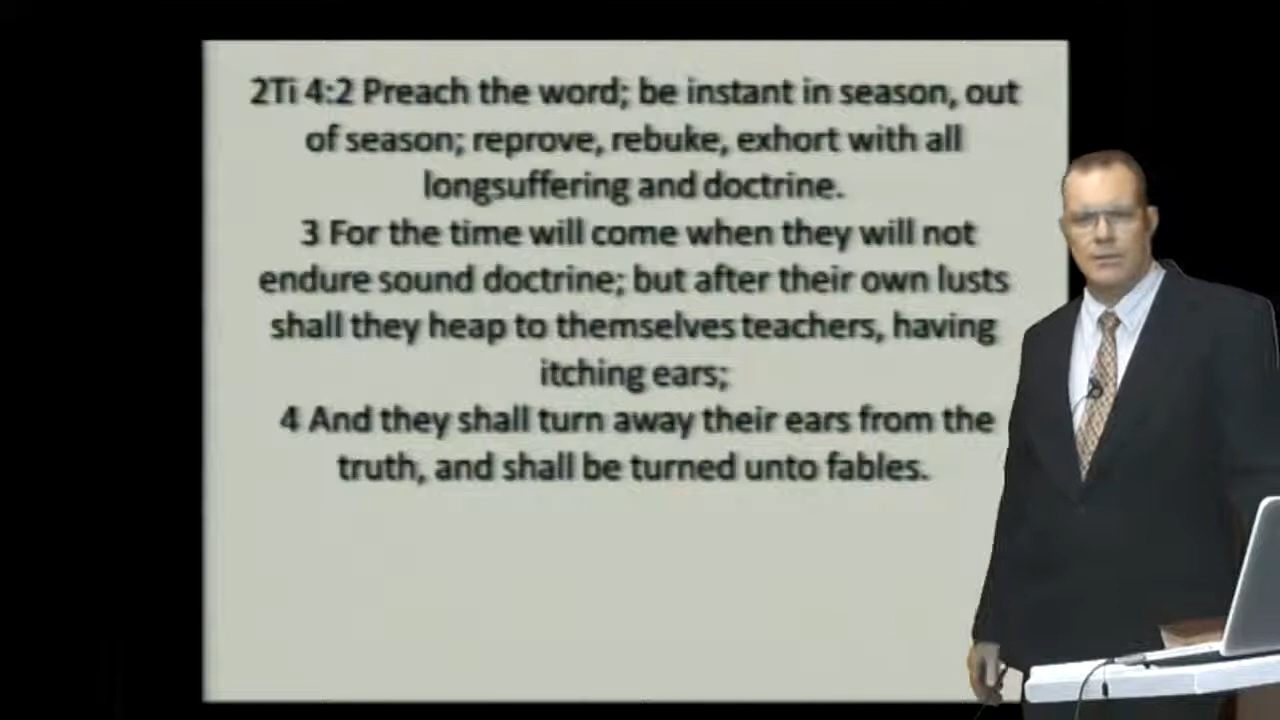 2Ti 4:2 Preach the word; be instant in season, out
of season; reprove, rebuke, exhort with all
longsuffering and doctrine.
3 For the time will come when they will not
endure sound doctrine; but after their own lusts
shall they heap to themselves teachers, having
itching ears;
4 And they shall turn away their ears from the
truth, and shall be turned unto fables.